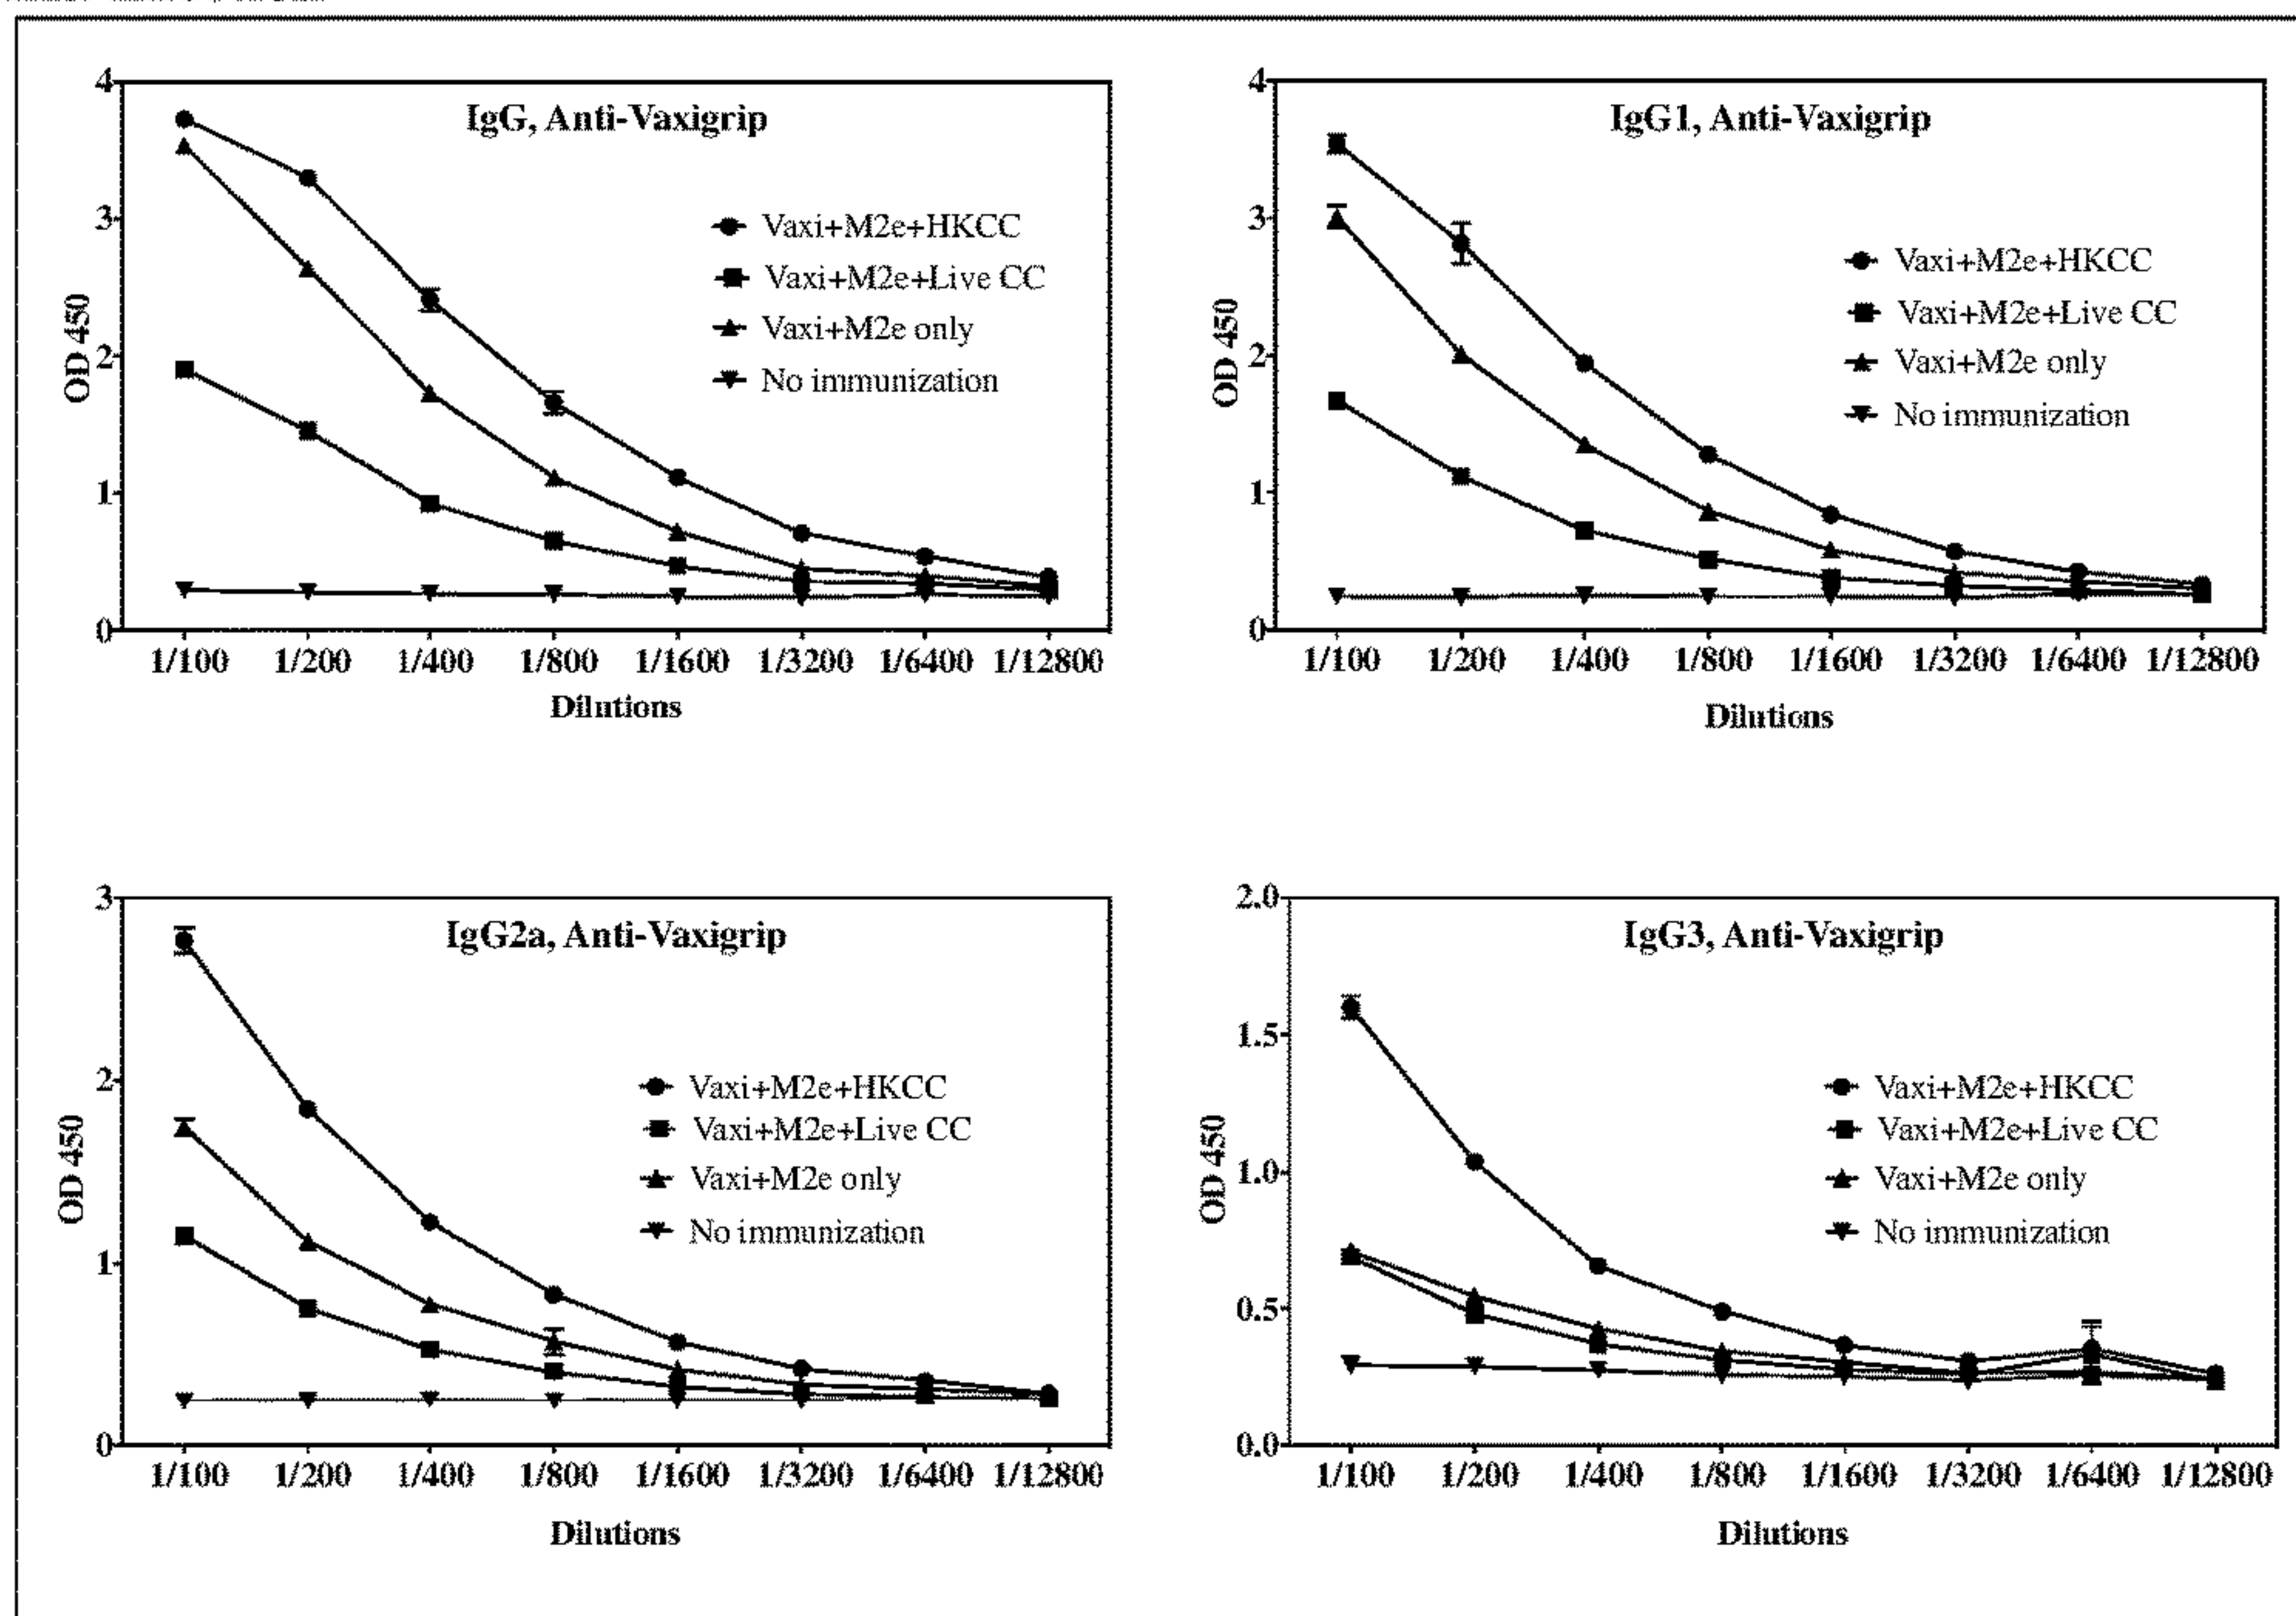 IgG, Anti-Vaxigrip
4
3
2
1
0
OD 450
Vaxi+M2e+HKCC
Vaxi+M2e+Live CC
Vaxi+M2e only
No immunization
1/100 1/200 1/400 1/800 1/1600 1/3200 1/6400 1/12800
Dilutions
IgG1, Anti-Vaxigrip
4
3
2
1
0
OD 450
Vaxi+M2e+HKCC
Vaxi+M2e+Live CC
Vaxi+M2e only
No immunization
1/100 1/200 1/400 1/800 1/1600 1/3200 1/6400 1/12800
Dilutions
IgG2a, Anti-Vaxigrip
3
2
1
0
OD 450
Vaxi+M2e+HKCC
Vaxi+M2e+Live CC
Vaxi+M2e only
No immunization
1/100 1/200 1/400 1/800 1/1600 1/3200 1/6400 1/12800
Dilutions
IgG3, Anti-Vaxigrip
2.0
1.5
1.0
0.5
0.0
OD 450
Vaxi+M2e+HKCC
Vaxi+M2e+Live CC
Vaxi+M2e only
No immunization
1/100 1/200 1/400 1/800 1/1600 1/3200 1/6400 1/12800
Dilutions